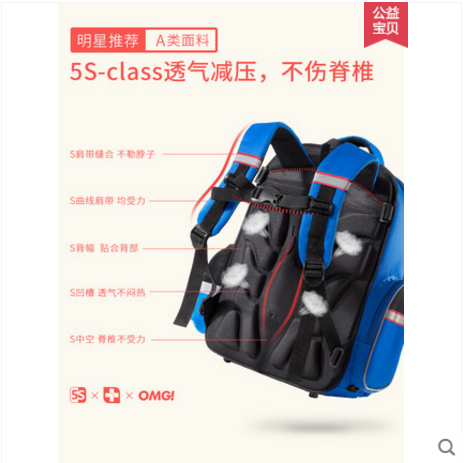 公益
宝贝
明星推荐 A类面料
5S-class透气减压，不伤脊椎
S肩带缝合 不勒脖子
S曲线肩带 均受力
S背幅 贴合背部
S凹槽 透气不闷热
S中空 脊椎不受力
5S × × OMG!